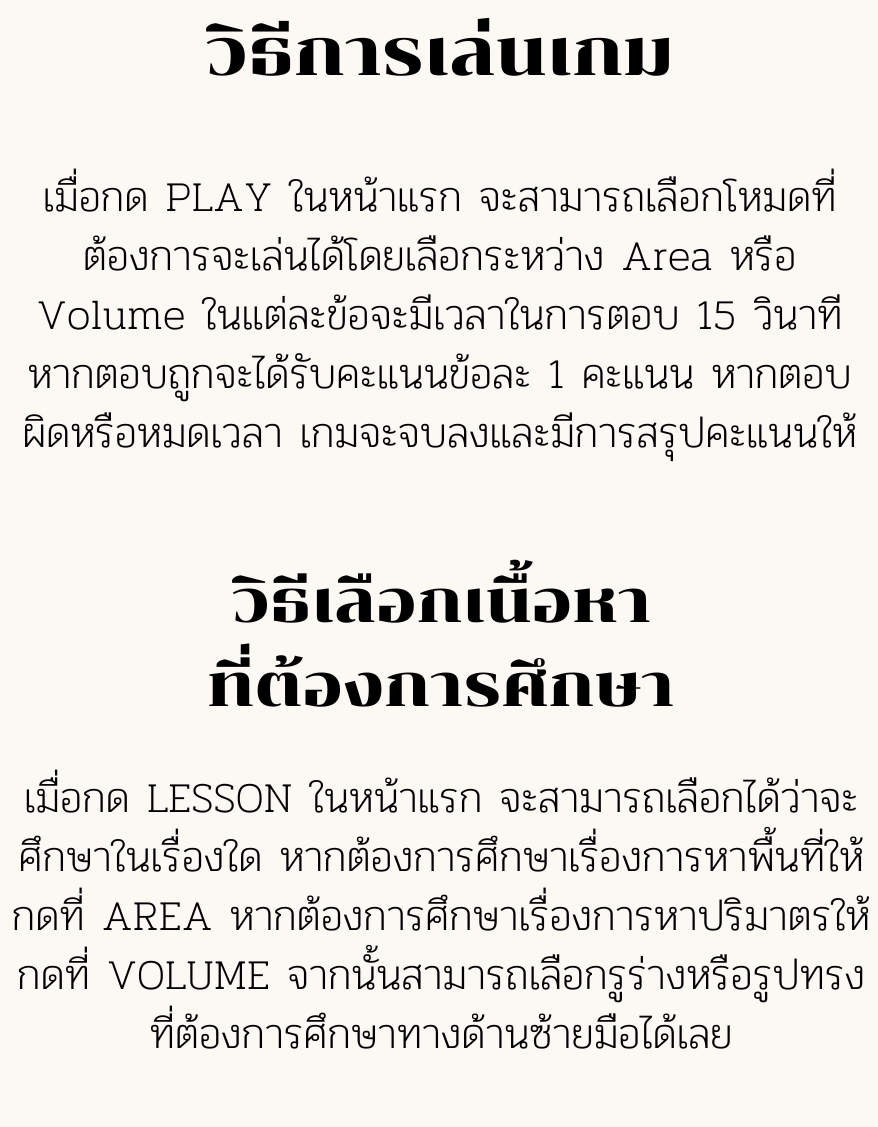 วิธีการเล่นเกม
เมื่อกด PLAY ในหน้าแรก จะสามารถเลือกโหมดที่
ต้องการจะเล่นได้โดยเลือกระหว่าง Area หรือ
Volume ในแต่ละข้อจะมีเวลาในการตอบ 15 วินาที
หากตอบถูกจะได้รับคะแนนข้อละ 1 คะแนน หากตอบ
ผิดหรือหมดเวลา เกมจะจบลงและมีการสรุปคะแนนให้
วิธีเลือกเนื้อหา
ที่ต้องการศึกษา
เมื่อกด LESSON ในหน้าแรก จะสามารถเลือกได้ว่าจะ
ศึกษาในเรื่องใด หากต้องการศึกษาเรื่องการหาพื้นที่ให้
กดที่ AREA หากต้องการศึกษาเรื่องการหาปริมาตรให้
กดที่ VOLUME จากนั้นสามารถเลือกรูร่างหรือรูปทรง
ที่ต้องการศึกษาทางด้านซ้ายมือได้เลย